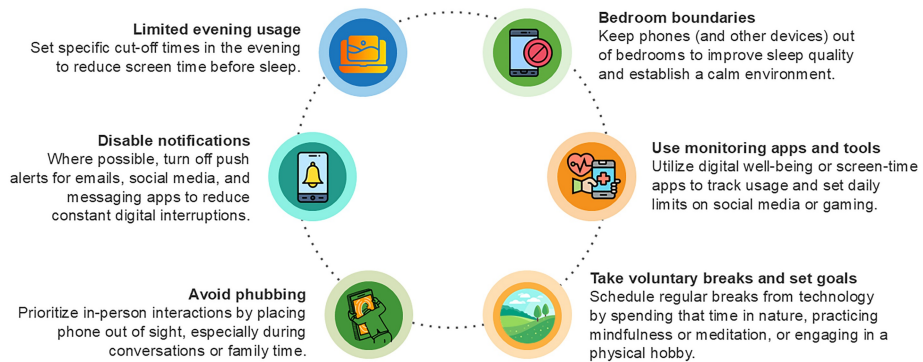 Limited evening usage
Set specific cut-off times in the evening
to reduce screen time before sleep.
Bedroom boundaries
Keep phones (and other devices) out
of bedrooms to improve sleep quality
and establish a calm environment.
Disable notifications
Where possible, turn off push
alerts for emails, social media, and
messaging apps to reduce
constant digital interruptions.
Use monitoring apps and tools
Utilize digital well-being or screen-time
apps to track usage and set daily
limits on social media or gaming.
Avoid phubbing
Prioritize in-person interactions by placing
phone out of sight, especially during
conversations or family time.
Take voluntary breaks and set goals
Schedule regular breaks from technology
by spending that time in nature, practicing
mindfulness or meditation, or engaging in a
physical hobby.